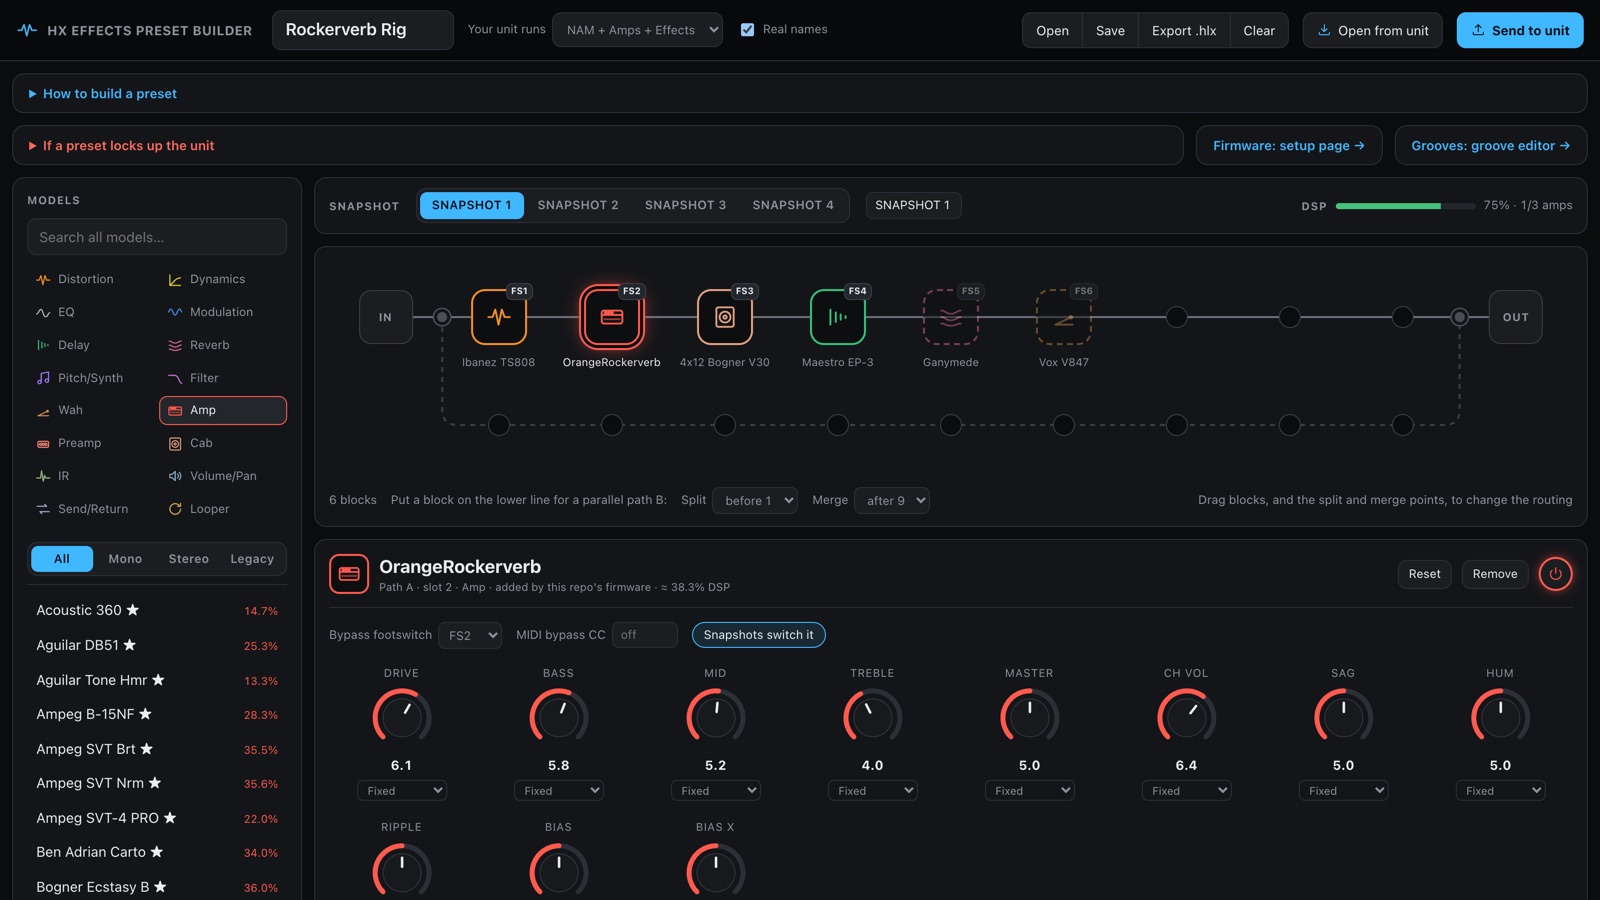 HX EFFECTS PRESET BUILDER
Rockerverb Rig
Your unit runs
NAM + Amps + Effects
Real names
Open
Save
Export .hlx
Clear
Open from unit
Send to unit
How to build a preset
If a preset locks up the unit
Firmware: setup page →
Grooves: groove editor →
MODELS
Search all models...
Distortion
Dynamics
EQ
Modulation
Delay
Reverb
Pitch/Synth
Filter
Wah
Amp
Preamp
Cab
IR
Volume/Pan
Send/Return
Looper
All
Mono
Stereo
Legacy
Acoustic 360 ★ 14.7%
Aguilar DB51 ★ 25.3%
Aguilar Tone Hmr ★ 13.3%
Ampeg B-15NF ★ 28.3%
Ampeg SVT Brt ★ 35.5%
Ampeg SVT Nrm ★ 35.6%
Ampeg SVT-4 PRO ★ 22.0%
Ben Adrian Carto ★ 34.0%
Bogner Ecstasy B ★ 36.0%
SNAPSHOT
SNAPSHOT 1
SNAPSHOT 2
SNAPSHOT 3
SNAPSHOT 4
SNAPSHOT 1
DSP
75% · 1/3 amps
IN
FS1
FS2
FS3
FS4
FS5
FS6
OUT
Ibanez TS808
OrangeRockerverb
4x12 Bogner V30
Maestro EP-3
Ganymede
Vox V847
6 blocks
Put a block on the lower line for a parallel path B:
Split
before 1
Merge
after 9
Drag blocks, and the split and merge points, to change the routing
OrangeRockerverb
Path A · slot 2 · Amp · added by this repo's firmware · ≈ 38.3% DSP
Reset
Remove
Bypass footswitch
FS2
MIDI bypass CC
off
Snapshots switch it
DRIVE
BASS
MID
TREBLE
MASTER
CH VOL
SAG
HUM
6.1
5.8
5.2
4.0
5.0
6.4
5.0
5.0
Fixed
Fixed
Fixed
Fixed
Fixed
Fixed
Fixed
Fixed
RIPPLE
BIAS
BIAS X